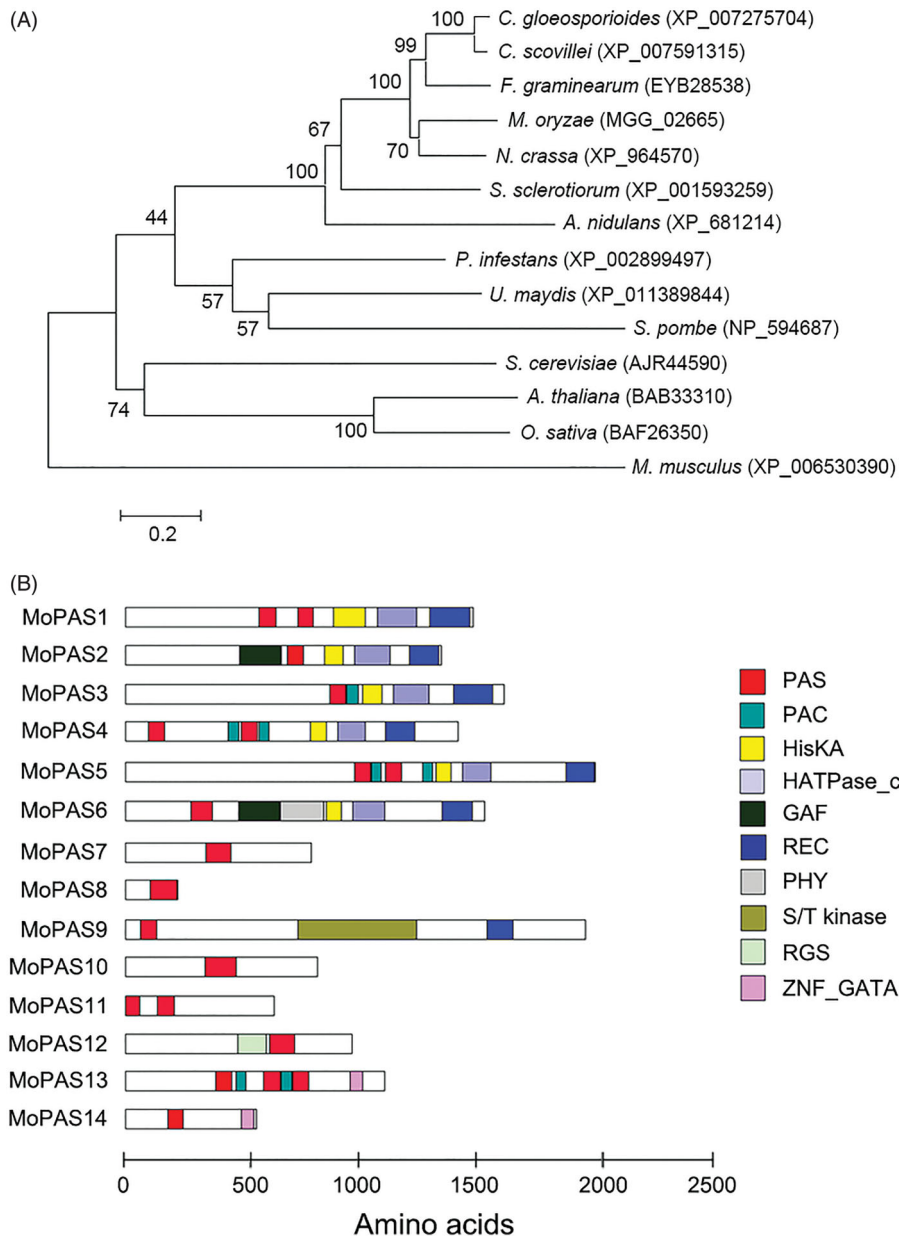 (A)
100
C. gloeosporioides (XP_007275704)
99
C. scovillei (XP_007591315)
100
F. graminearum (EYB28538)
67
M. oryzae (MGG_02665)
70
N. crassa (XP_964570)
100
S. sclerotiorum (XP_001593259)
44
A. nidulans (XP_681214)
P. infestans (XP_002899497)
57
U. maydis (XP_011389844)
57
S. pombe (NP_594687)
S. cerevisiae (AJR44590)
74
A. thaliana (BAB33310)
100
O. sativa (BAF26350)
M. musculus (XP_006530390)
0.2
(B)
MoPAS1
MoPAS2
MoPAS3
MoPAS4
MoPAS5
MoPAS6
MoPAS7
MoPAS8
MoPAS9
MoPAS10
MoPAS11
MoPAS12
MoPAS13
MoPAS14
PAS
PAC
HisKA
HATPase_c
GAF
REC
PHY
S/T kinase
RGS
ZNF_GATA
0 500 1000 1500 2000 2500
Amino acids